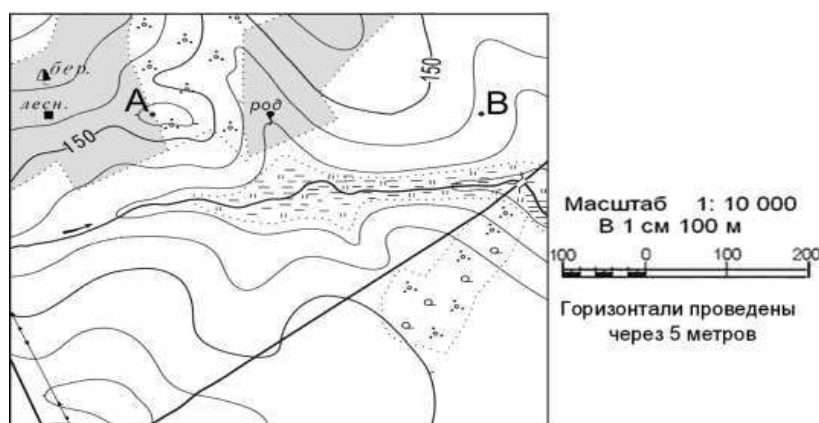 150
бер.
лесн.
А
род
В
150
Масштаб 1: 10 000
В 1 см 100 м
100 0 100 200
Горизонтали проведены
через 5 метров